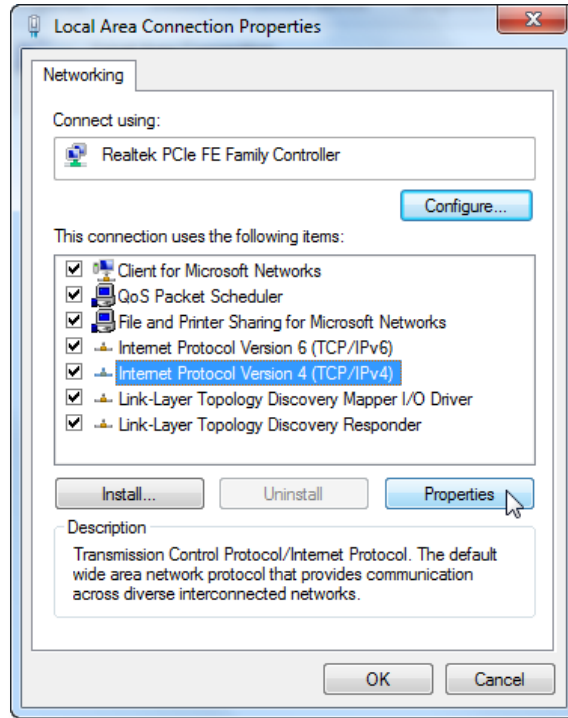 Local Area Connection Properties
Networking
Connect using:
Realtek PCIe FE Family Controller
Configure...
This connection uses the following items:
Client for Microsoft Networks
QoS Packet Scheduler
File and Printer Sharing for Microsoft Networks
Internet Protocol Version 6 (TCP/IPv6)
Internet Protocol Version 4 (TCP/IPv4)
Link-Layer Topology Discovery Mapper I/O Driver
Link-Layer Topology Discovery Responder
Install... Uninstall Properties
Description
Transmission Control Protocol/Internet Protocol. The default
wide area network protocol that provides communication
across diverse interconnected networks.
OK Cancel